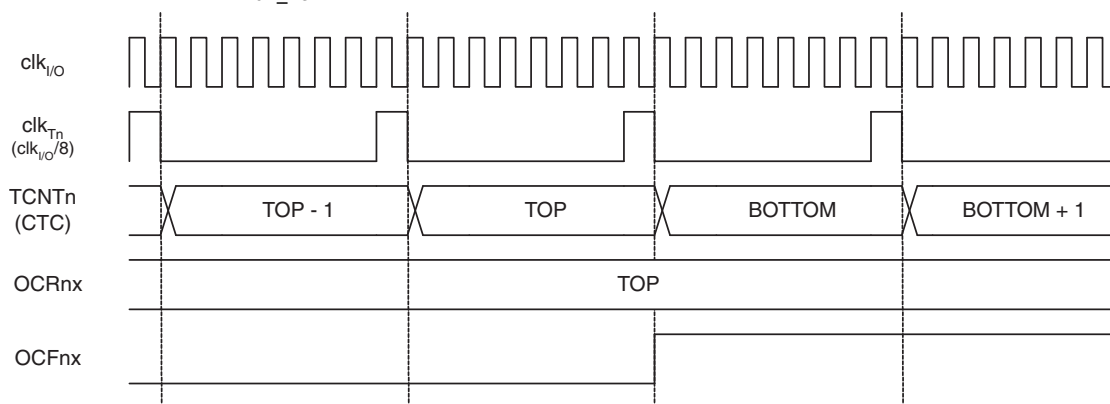 clkI/O
clkTn
(clkI/O/8)
TCNTn
(CTC)
TOP - 1
TOP
BOTTOM
BOTTOM + 1
OCRnx
TOP
OCFnx